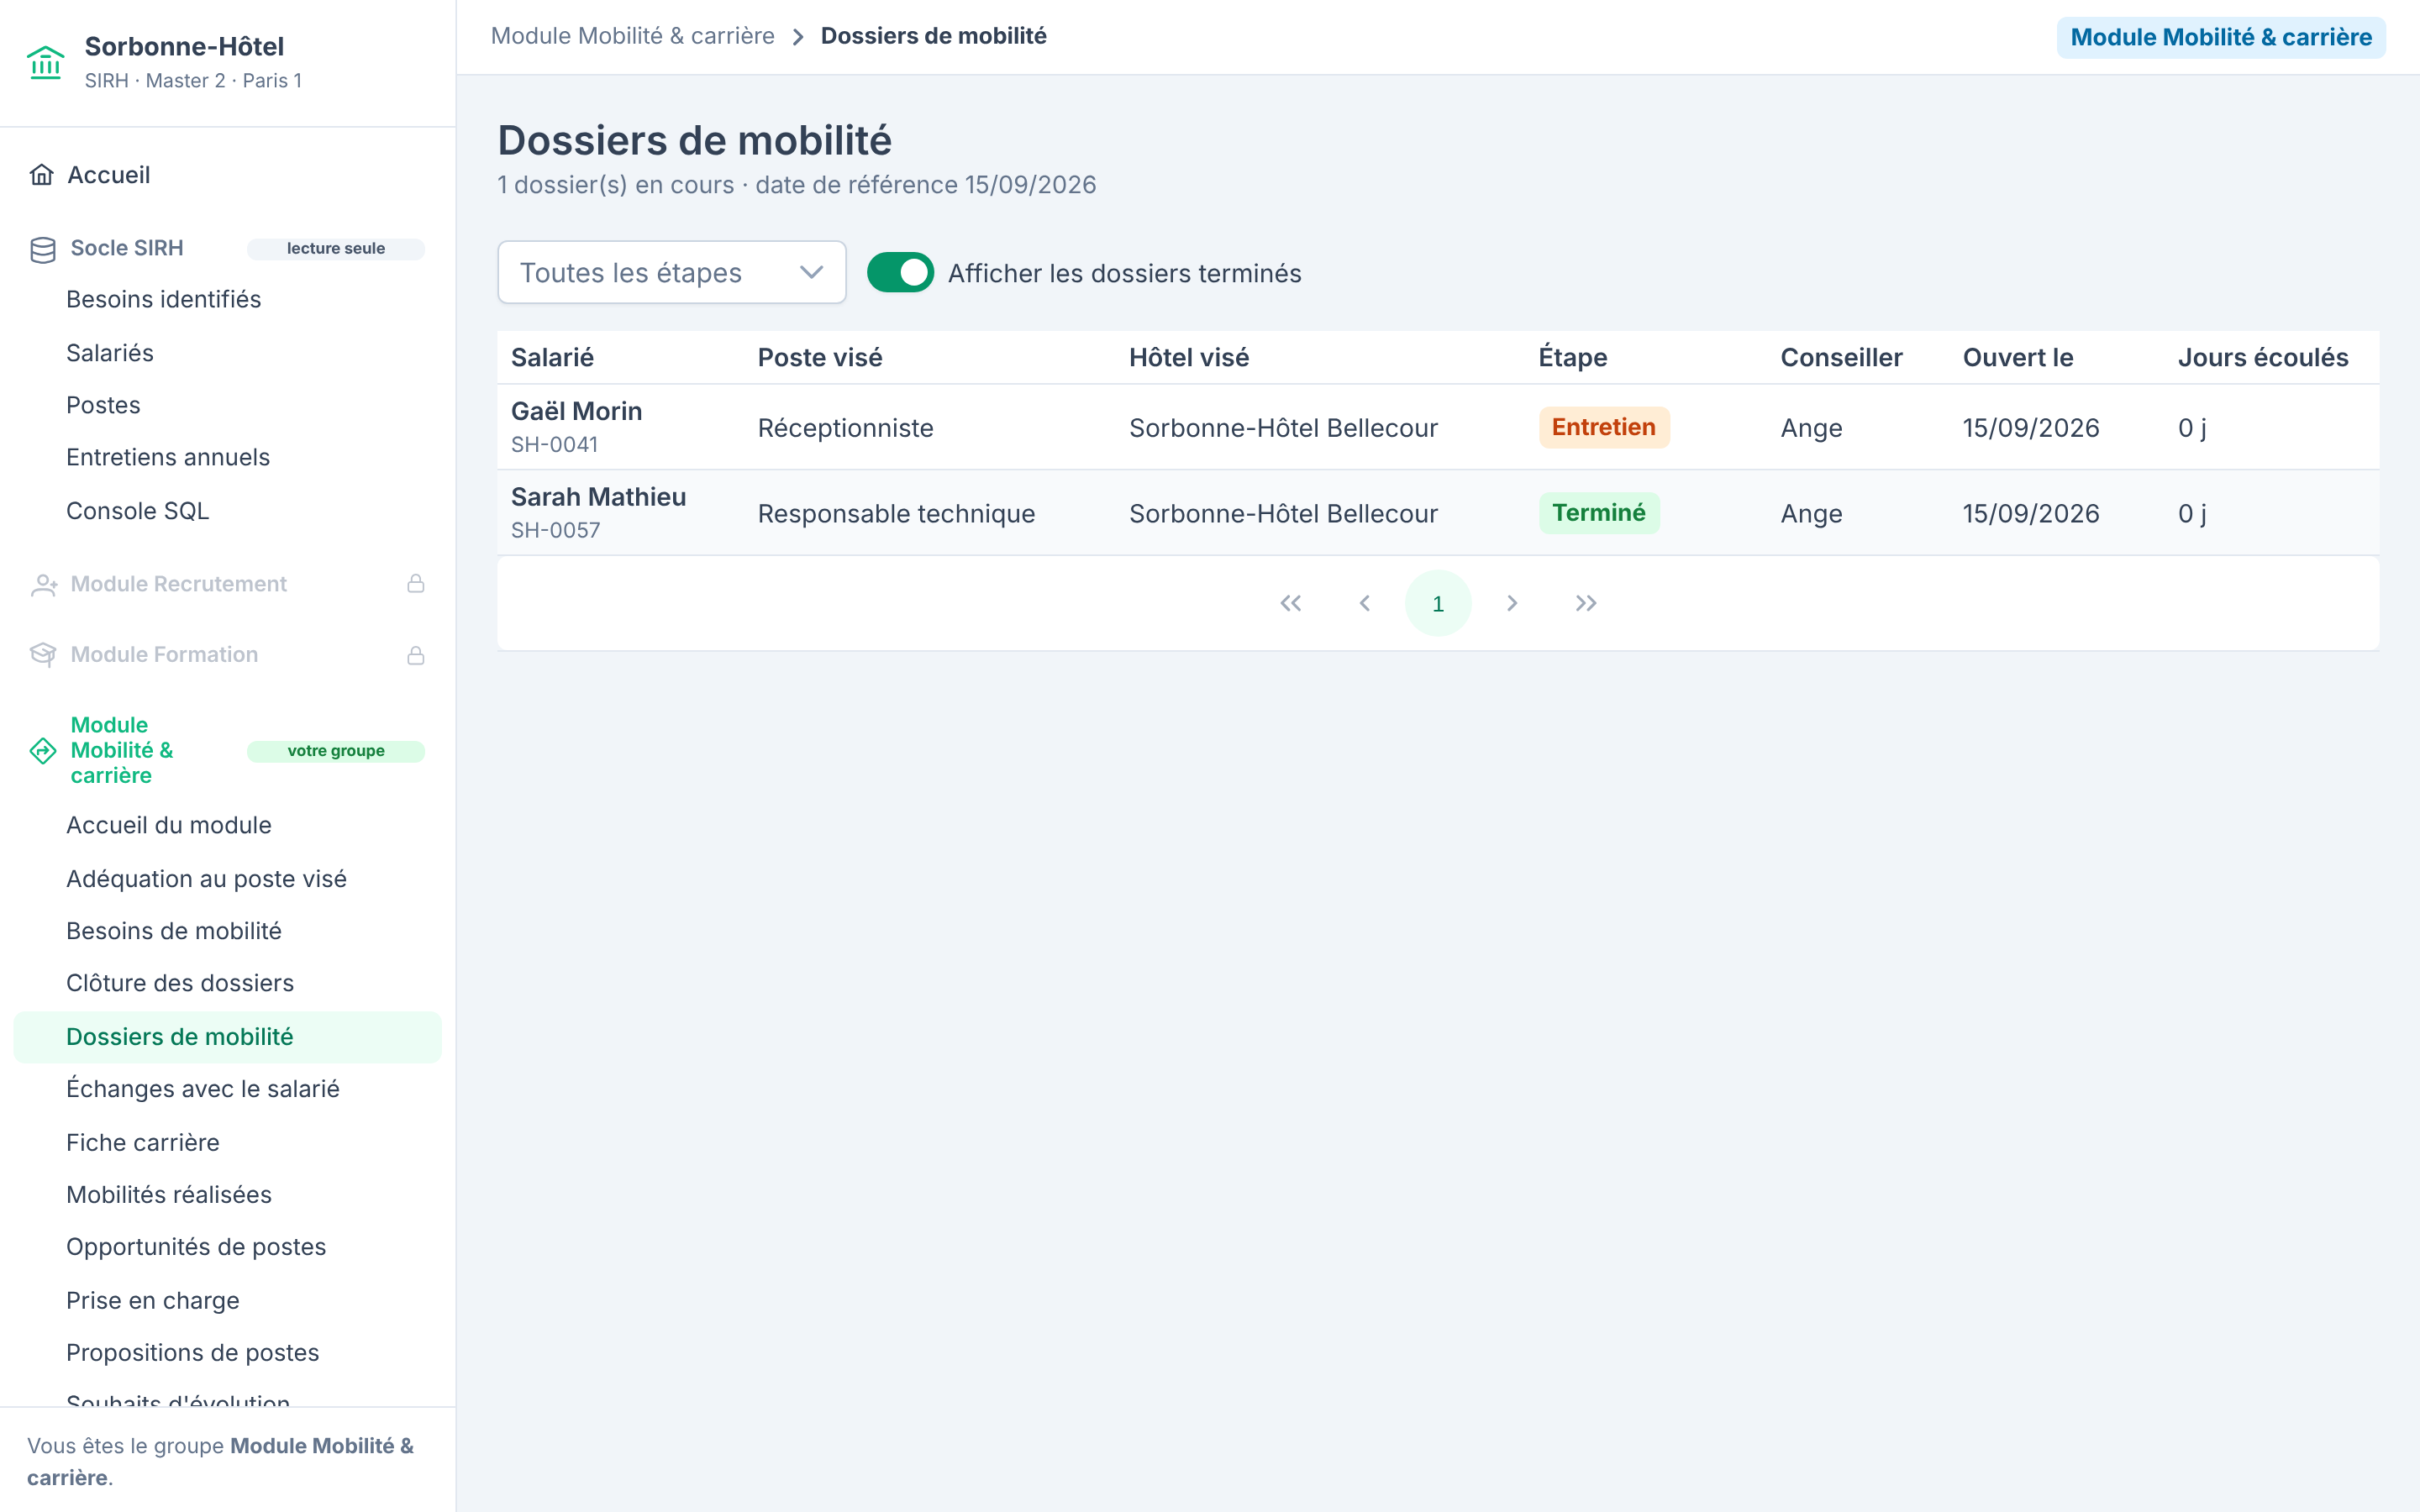 Sorbonne-Hôtel
SIRH · Master 2 · Paris 1
Accueil
Socle SIRH
lecture seule
Besoins identifiés
Salariés
Postes
Entretiens annuels
Console SQL
Module Recrutement
Module Formation
Module
Mobilité &
carrière
votre groupe
Accueil du module
Adéquation au poste visé
Besoins de mobilité
Clôture des dossiers
Dossiers de mobilité
Échanges avec le salarié
Fiche carrière
Mobilités réalisées
Opportunités de postes
Prise en charge
Propositions de postes
Souhaits d'évolution
Vous êtes le groupe Module Mobilité &
carrière.
Module Mobilité & carrière > Dossiers de mobilité
Module Mobilité & carrière
Dossiers de mobilité
1 dossier(s) en cours · date de référence 15/09/2026
Toutes les étapes
Afficher les dossiers terminés
Salarié Poste visé Hôtel visé Étape Conseiller Ouvert le Jours écoulés
Gaël Morin
SH-0041
Réceptionniste Sorbonne-Hôtel Bellecour Entretien Ange 15/09/2026 0 j
Sarah Mathieu
SH-0057
Responsable technique Sorbonne-Hôtel Bellecour Terminé Ange 15/09/2026 0 j
1